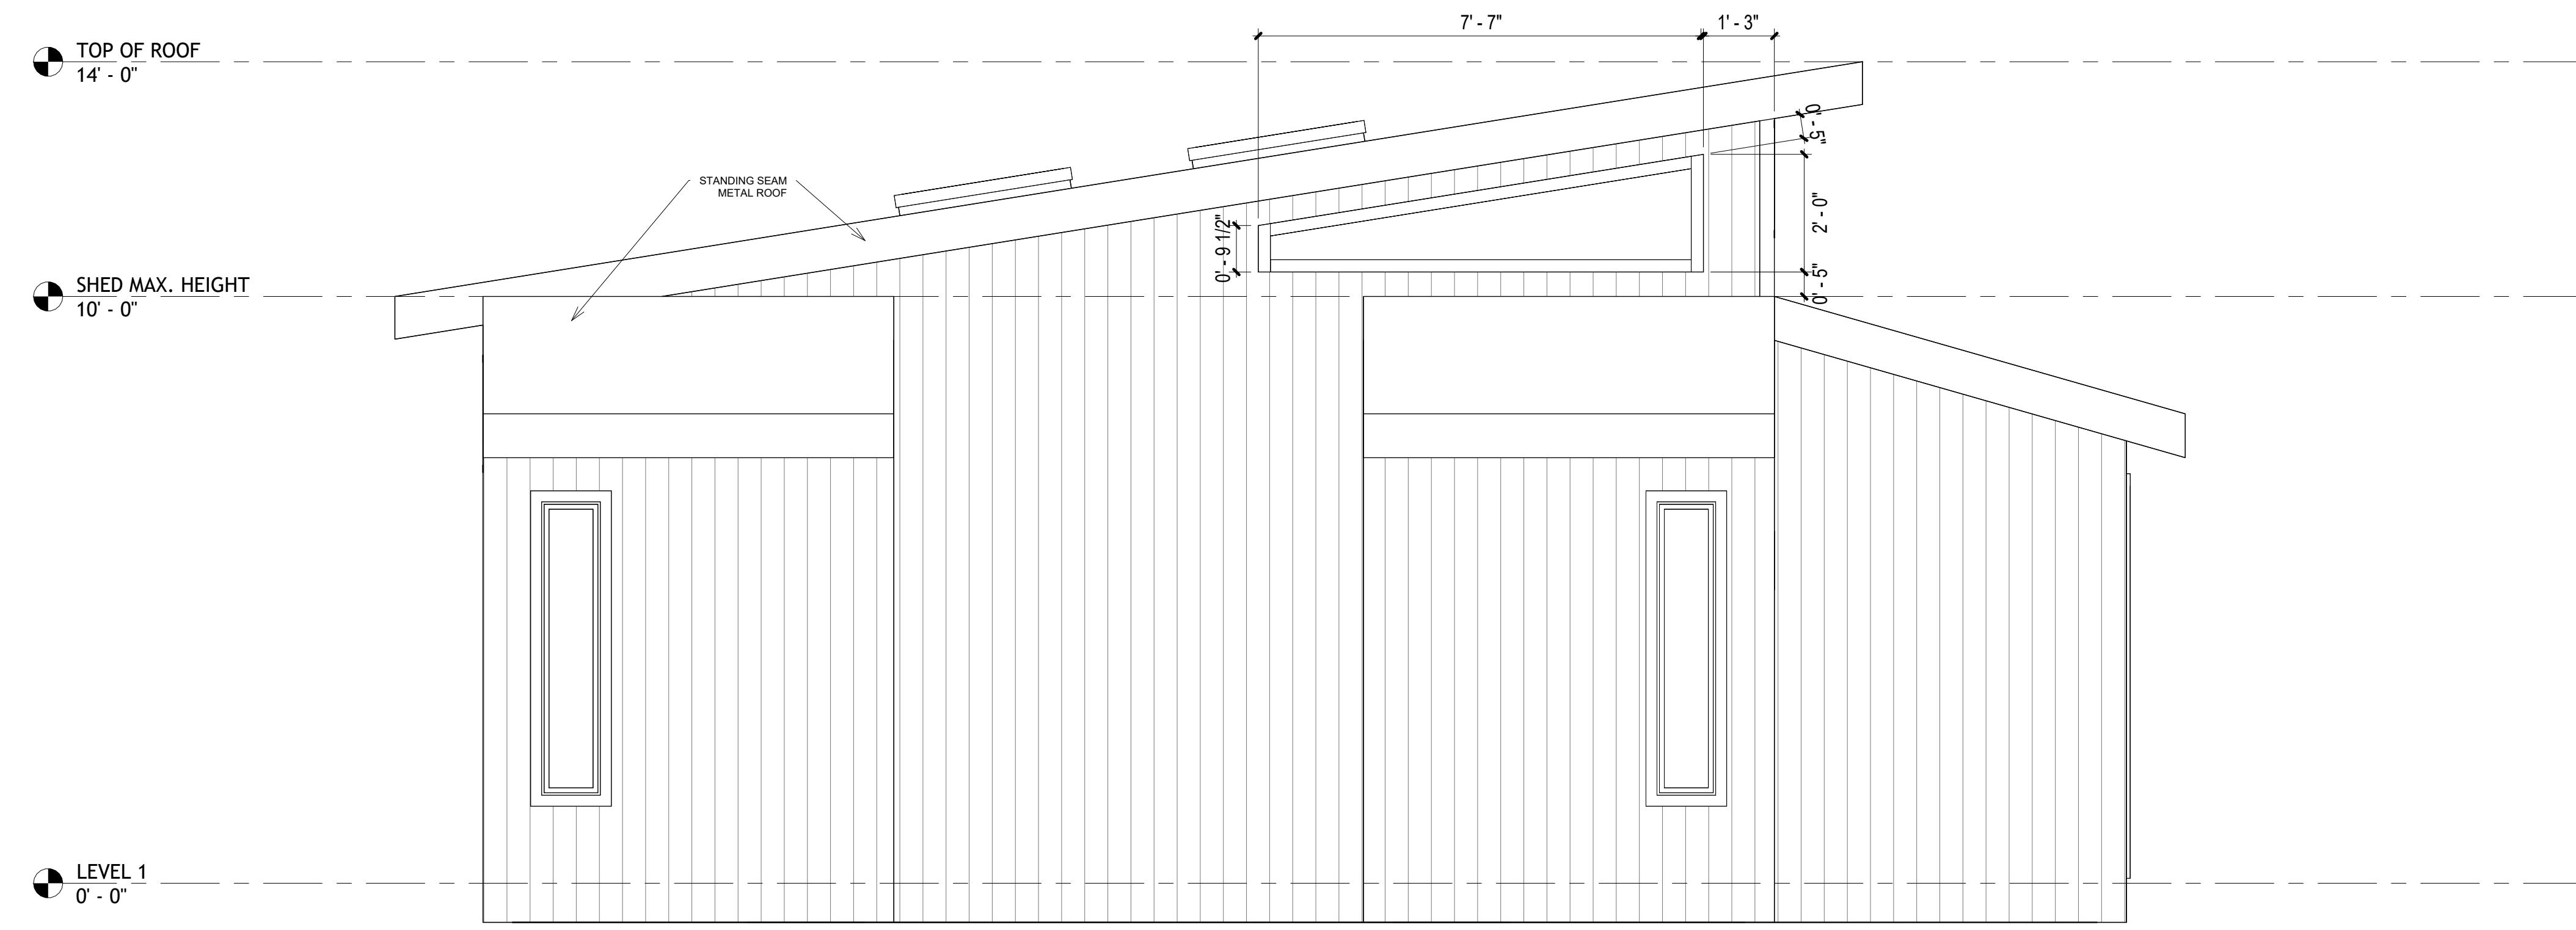 7' - 7"
1' - 3"
TOP OF ROOF
14' - 0"
0' - 5"
STANDING SEAM
METAL ROOF
2' - 0"
0' - 9 1/2"
0' - 5"
SHED MAX. HEIGHT
10' - 0"
LEVEL 1
0' - 0"